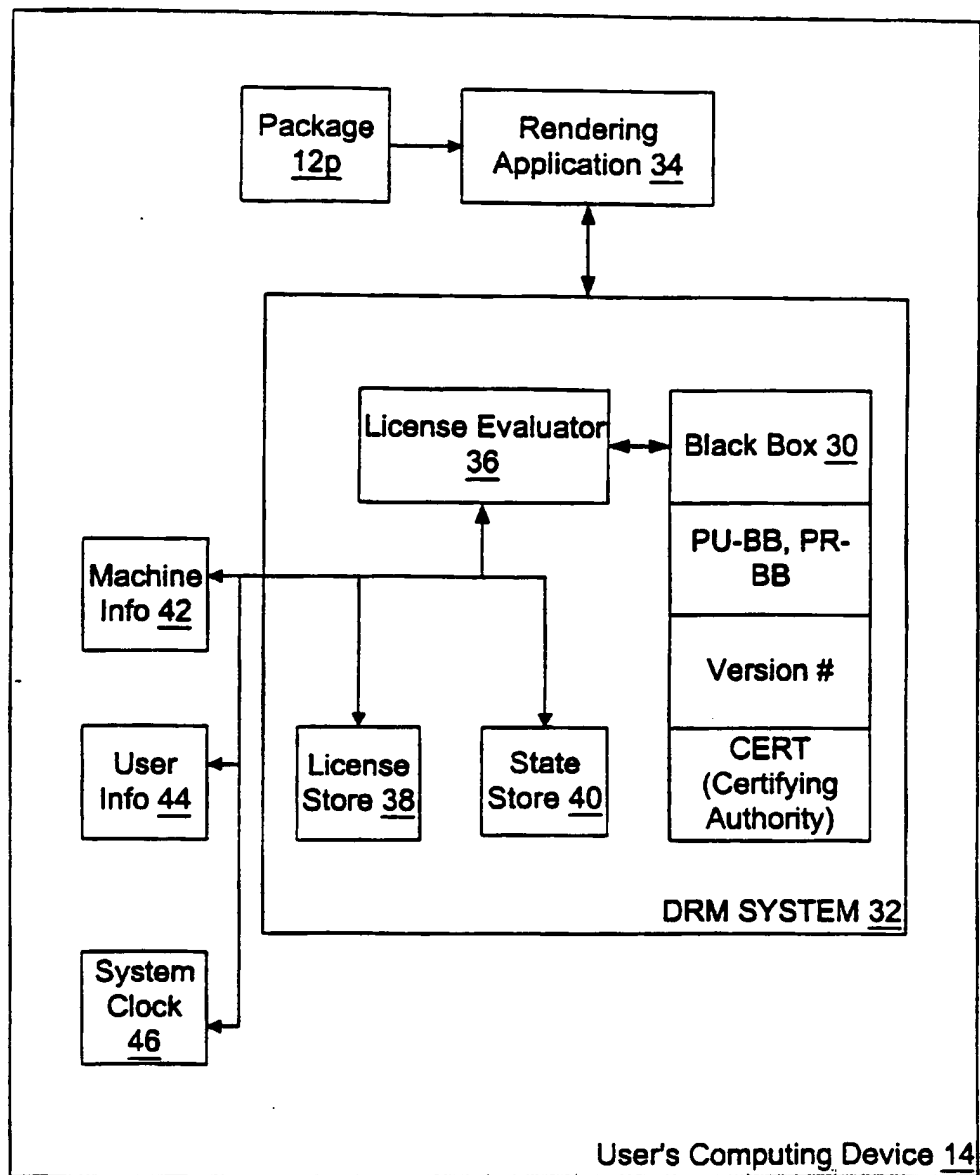 Package
12p
Rendering
Application 34
License Evaluator
36
Black Box 30
PU-BB, PR-
BB
Version #
CERT
(Certifying
Authority)
Machine
Info 42
User
Info 44
License
Store 38
State
Store 40
DRM SYSTEM 32
System
Clock
46
User's Computing Device 14